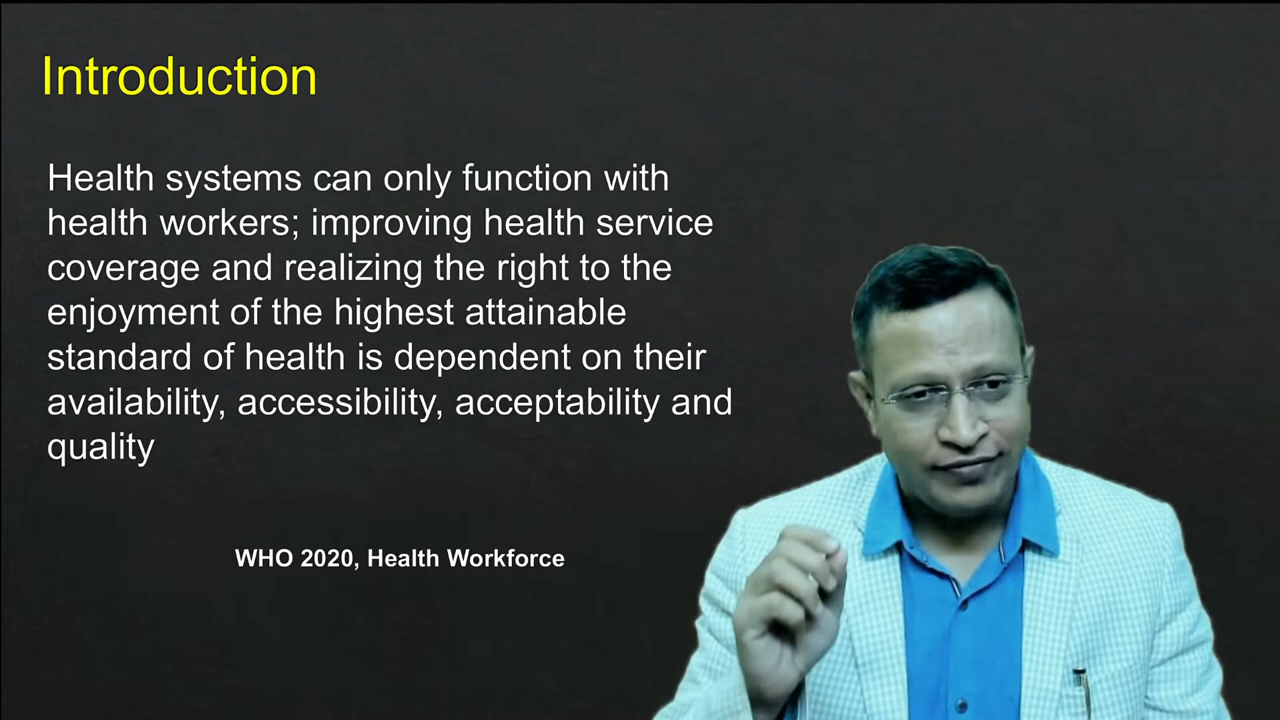 Introduction
Health systems can only function with
health workers; improving health service
coverage and realizing the right to the
enjoyment of the highest attainable
standard of health is dependent on their
availability, accessibility, acceptability and
quality
WHO 2020, Health Workforce